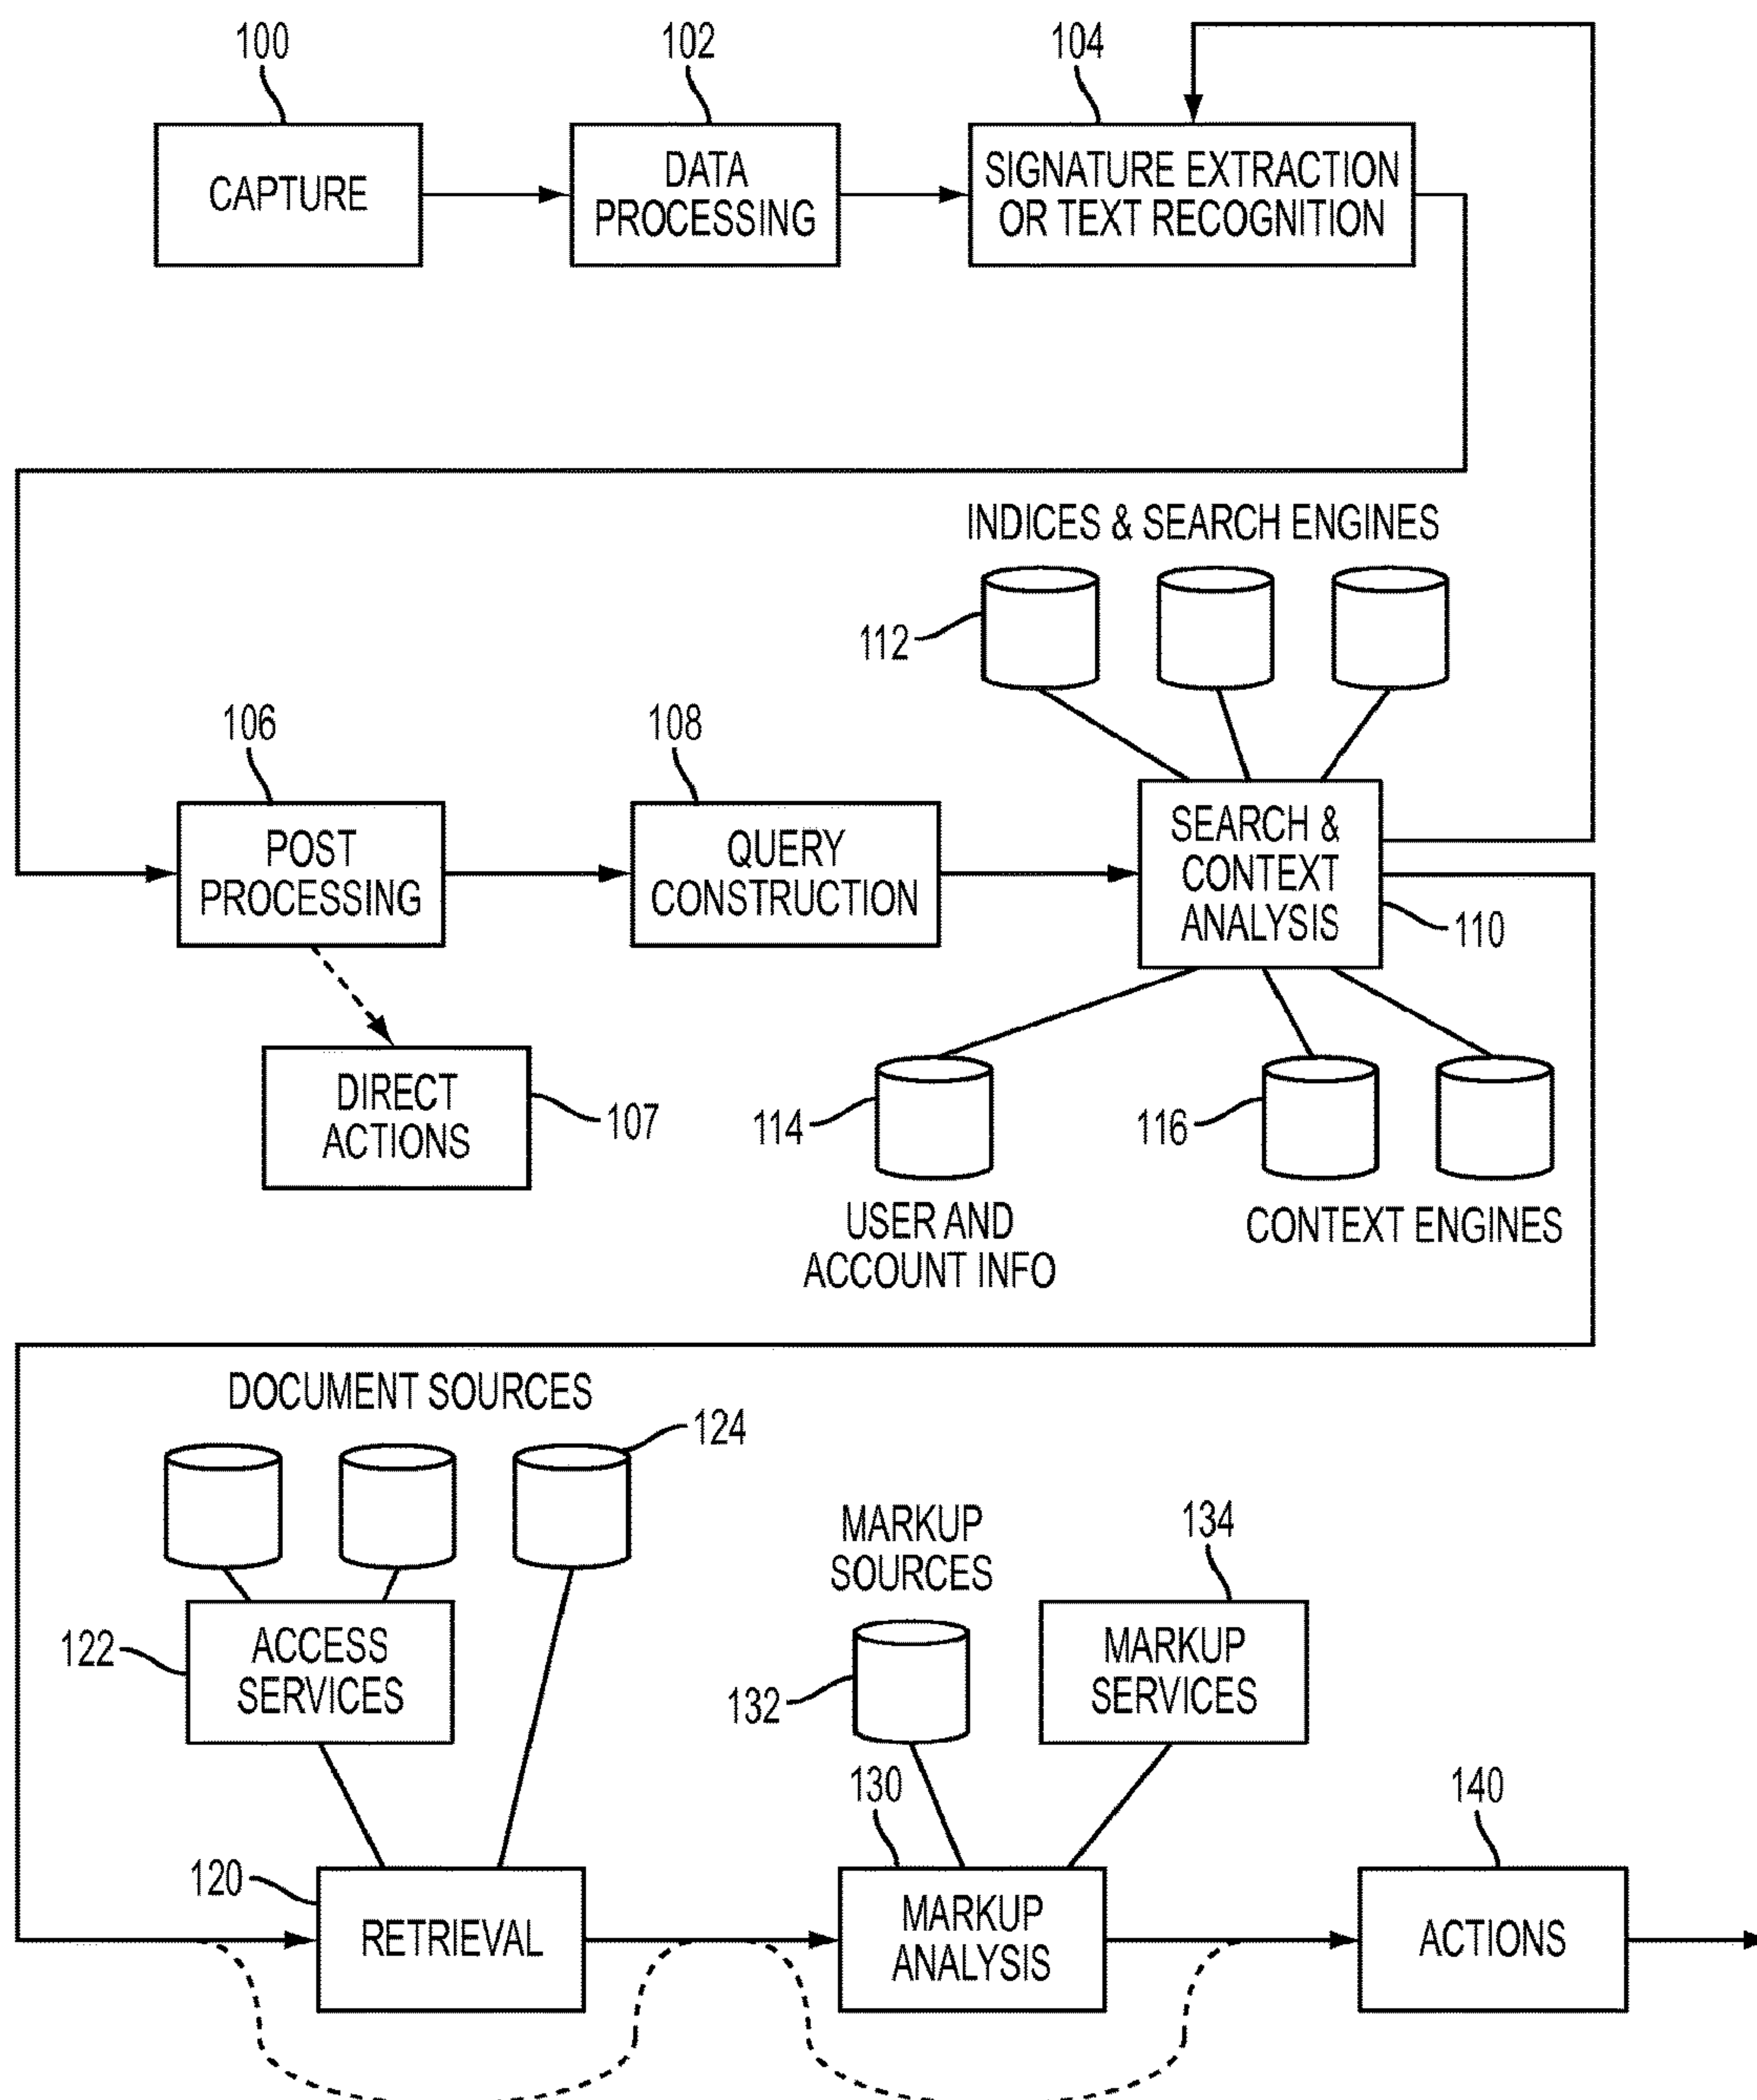 100
102
104
CAPTURE
DATA
PROCESSING
SIGNATURE EXTRACTION
OR TEXT RECOGNITION
INDICES & SEARCH ENGINES
112
106
108
POST
PROCESSING
QUERY
CONSTRUCTION
SEARCH &
CONTEXT
ANALYSIS
110
DIRECT
ACTIONS
107
114
116
USER AND
ACCOUNT INFO
CONTEXT ENGINES
DOCUMENT SOURCES
124
MARKUP
SOURCES
134
122
ACCESS
SERVICES
132
MARKUP
SERVICES
130
140
120
RETRIEVAL
MARKUP
ANALYSIS
ACTIONS